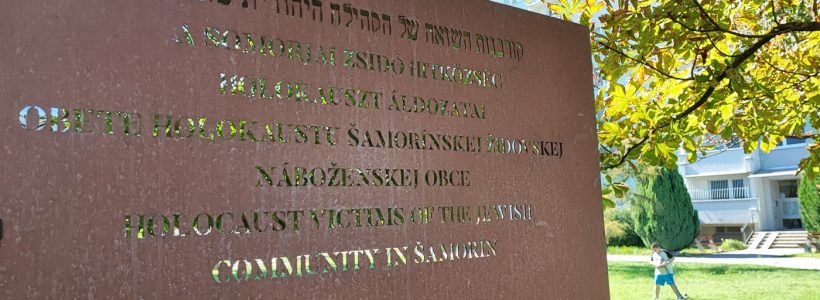 קורבנות השואה של הקהילה היהודית
A SOMORJAI ZSIDÓ HITKÖZSÉG
HOLOKAUSZT ÁLDOZATAI
OBETE HOLOKAUSTU ŠAMORÍNSKEJ ŽIDOVSKEJ
NÁBOŽENSKEJ OBCE
HOLOCAUST VICTIMS OF THE JEWISH
COMMUNITY IN ŠAMORÍN